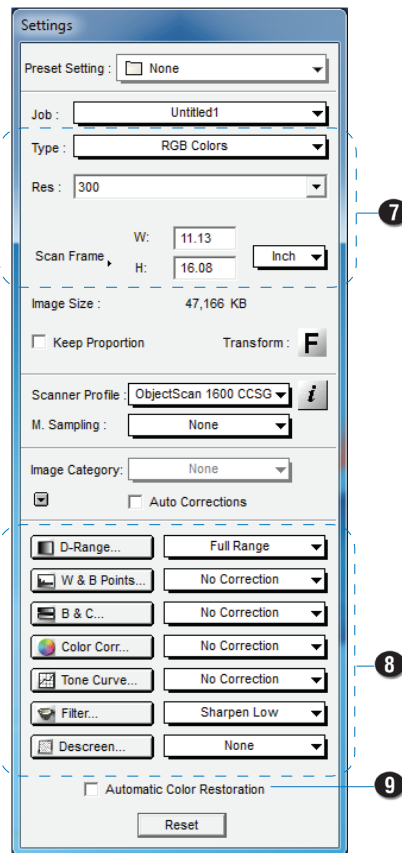 Settings
Preset Setting : None
Job : Untitled1
Type : RGB Colors
Res : 300
Scan Frame W: 11.13 Inch
H: 16.08
7
Image Size : 47,166 KB
Keep Proportion Transform : F
Scanner Profile : ObjectScan 1600 CCSG i
M. Sampling : None
Image Category: None
Auto Corrections
D-Range... Full Range
W & B Points... No Correction
B & C... No Correction
Color Corr... No Correction
8
Tone Curve... No Correction
Filter... Sharpen Low
Descreen... None
Automatic Color Restoration 9
Reset